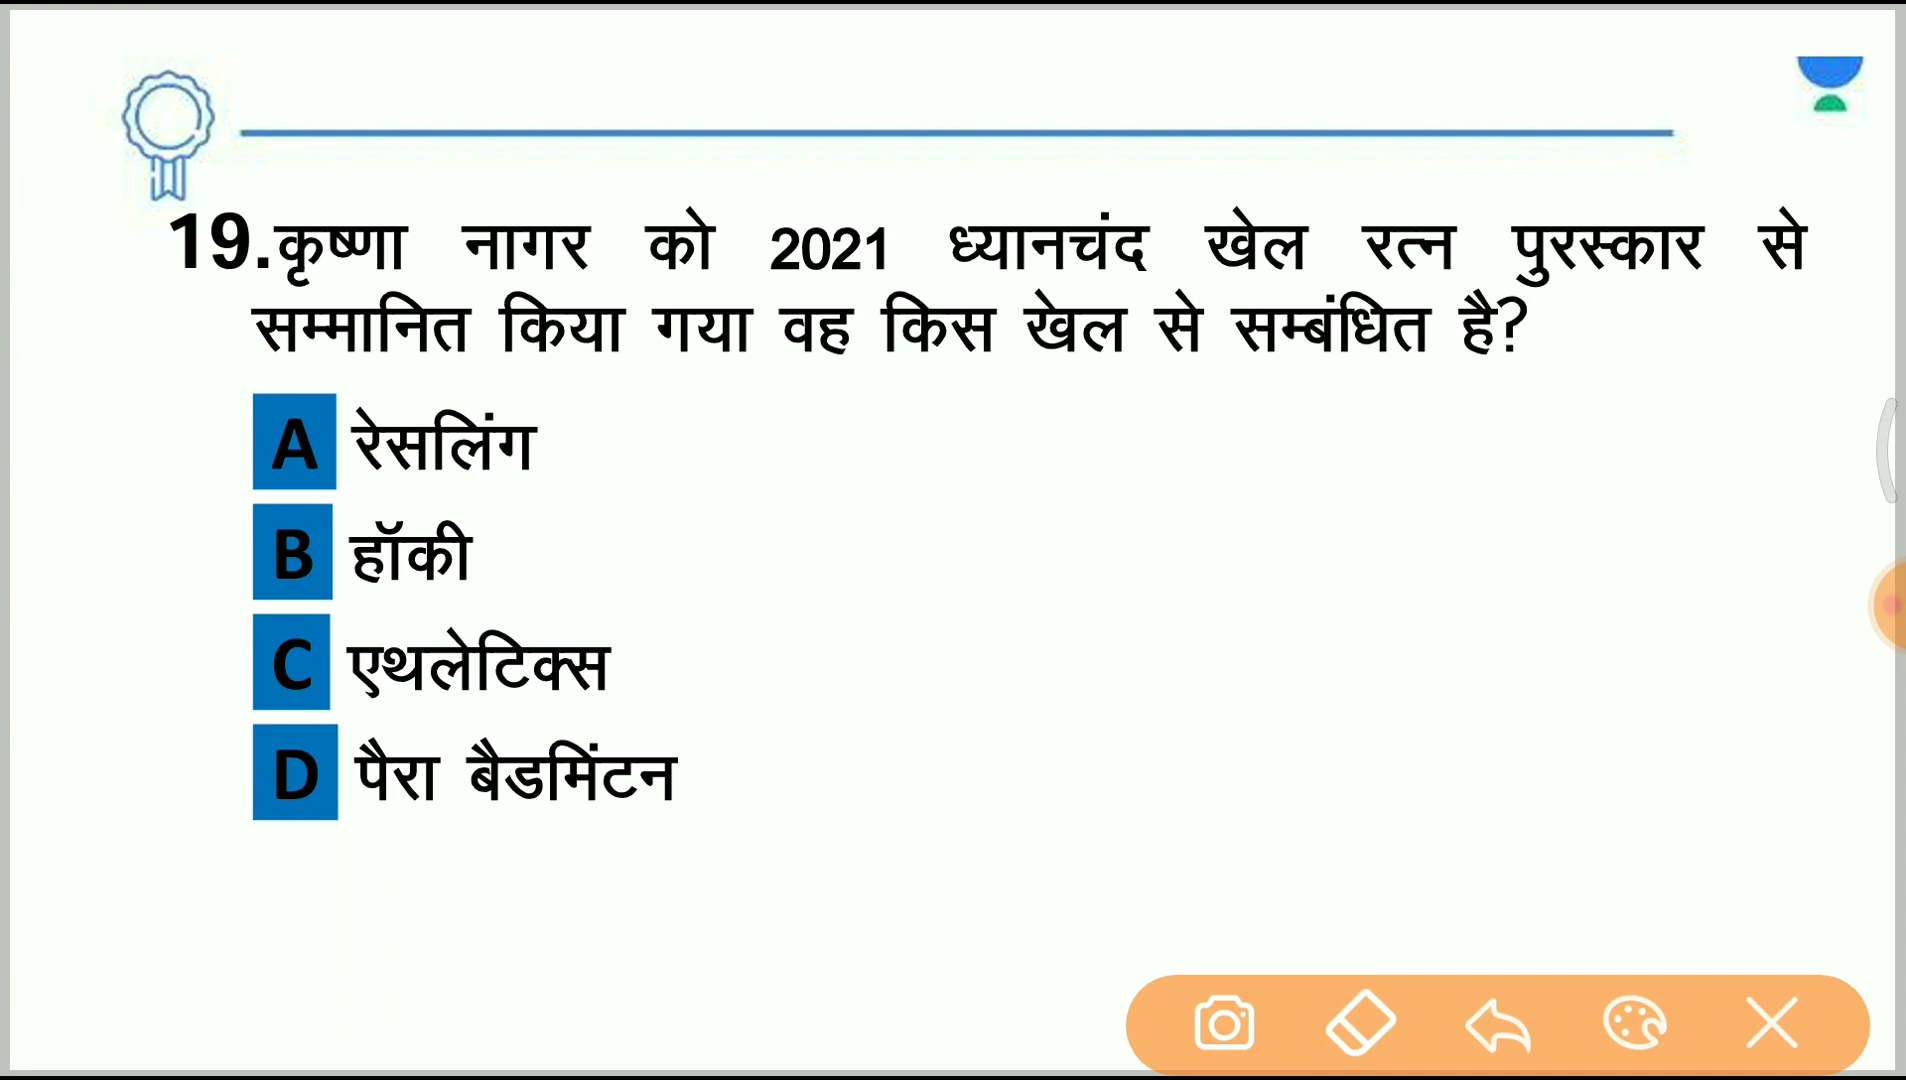 19.कृष्णा नागर को 2021 ध्यानचंद खेल रत्न पुरस्कार से
सम्मानित किया गया वह किस खेल से सम्बंधित है?
A रेसलिंग
B हॉकी
C एथलेटिक्स
D पैरा बैडमिंटन